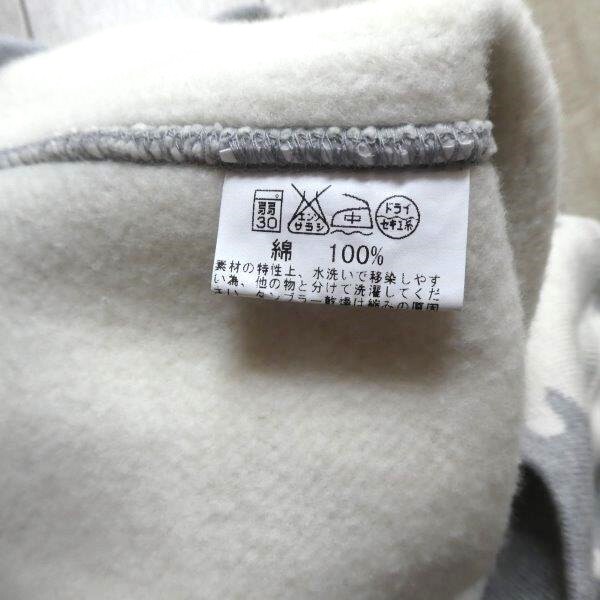 弱
30
エンソ
サラシ
中
ドライ
セキユ系
綿 100%
素材の特性上、水洗いで移染しやす
い為、他の物と分けて洗濯してくだ
さい。タンブラー乾燥は縮みの原因